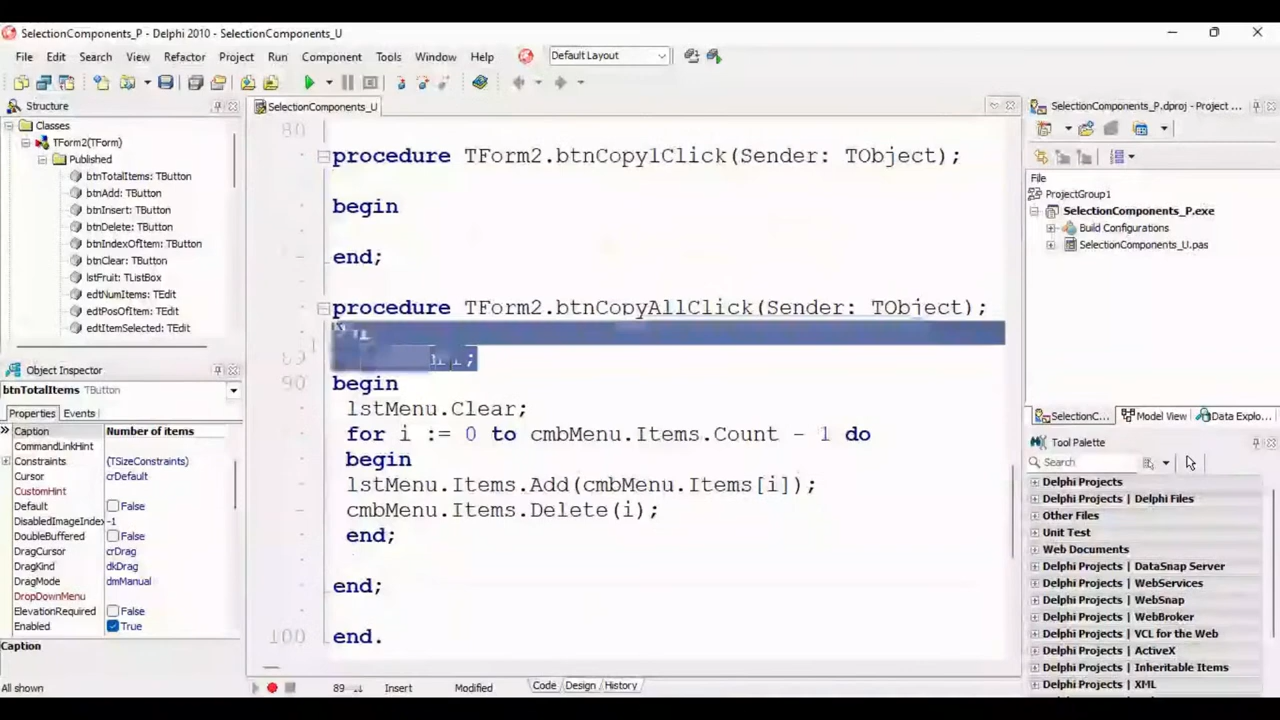 SelectionComponents_P - Delphi 2010 - SelectionComponents_U
File Edit Search View Refactor Project Run Component Tools Window Help
Default Layout
Structure
Classes
TForm2(TForm)
Published
btnTotalItems: TButton
btnAdd: TButton
btnInsert: TButton
btnDelete: TButton
btnIndexOfItem: TButton
btnClear: TButton
lstFruit: TListBox
edtNumItems: TEdit
edtPosOfItem: TEdit
edtItemSelected: TEdit
Object Inspector
btnTotalItems TButton
Properties Events
Caption Number of items
CommandLinkHint
Constraints (TSizeConstraints)
Cursor crDefault
CustomHint
Default False
DisabledImageIndex -1
DoubleBuffered False
DragCursor crDrag
DragKind dkDrag
DragMode dmManual
DropDownMenu
ElevationRequired False
Enabled True
Caption
All shown
SelectionComponents_U
80
procedure TForm2.btnCopy1Click(Sender: TObject);
begin
end;
procedure TForm2.btnCopyAllClick(Sender: TObject);
89
90 begin
lstMenu.Clear;
for i := 0 to cmbMenu.Items.Count - 1 do
begin
lstMenu.Items.Add(cmbMenu.Items[i]);
cmbMenu.Items.Delete(i);
end;
end;
100 end.
89 Insert Modified Code Design History
SelectionComponents_P.dproj - Project ...
File
ProjectGroup1
SelectionComponents_P.exe
Build Configurations
SelectionComponents_U.pas
SelectionC... Model View Data Explo...
Tool Palette
Search
Delphi Projects
Delphi Projects | Delphi Files
Other Files
Unit Test
Web Documents
Delphi Projects | DataSnap Server
Delphi Projects | WebServices
Delphi Projects | WebSnap
Delphi Projects | WebBroker
VCL for the Web
Delphi Projects | ActiveX
Delphi Projects | Inheritable Items
Delphi Projects | XML